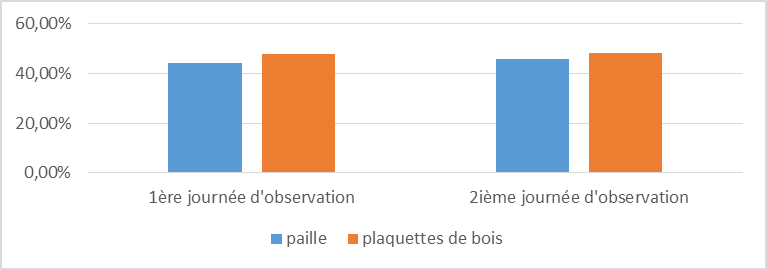 60,00%
40,00%
20,00%
0,00%
1ère journée d'observation
2ième journée d'observation
paille
plaquettes de bois